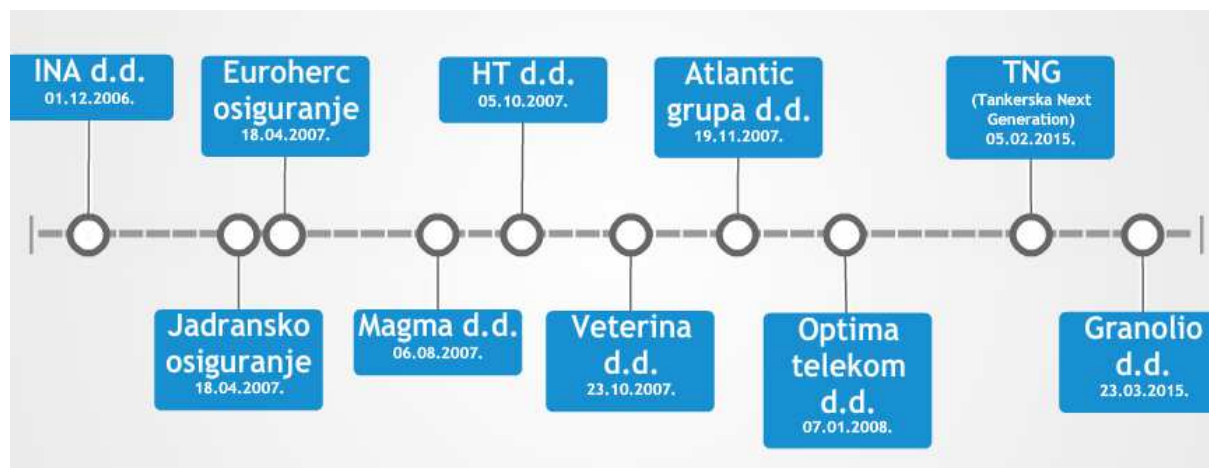 INA d.d.
01.12.2006.
Euroherc
osiguranje
18.04.2007.
HT d.d.
05.10.2007.
Atlantic
grupa d.d.
19.11.2007.
TNG
(Tankerska Next
Generation)
05.02.2015.
Jadransko
osiguranje
18.04.2007.
Magma d.d.
06.08.2007.
Veterina
d.d.
23.10.2007.
Optima
telekom
d.d.
07.01.2008.
Granolio
d.d.
23.03.2015.